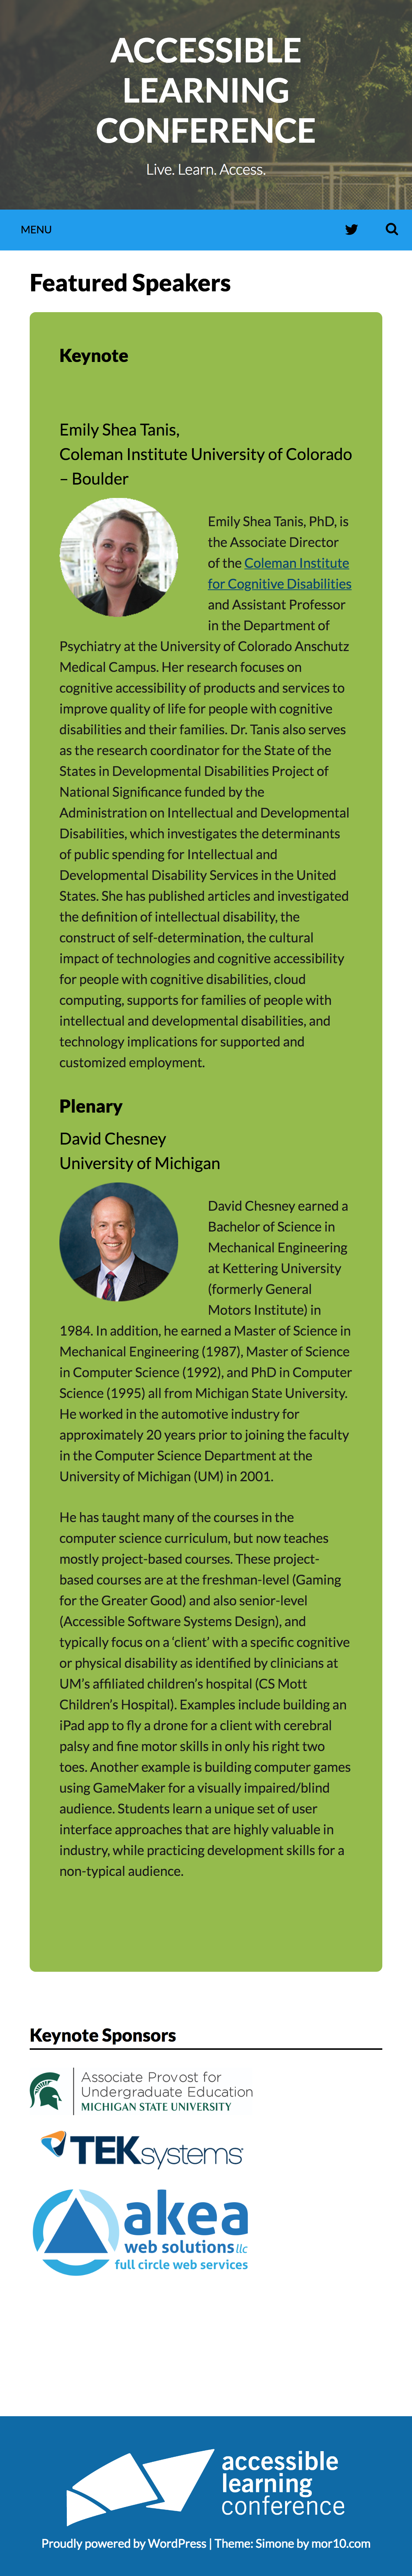 ACCESSIBLE
LEARNING
CONFERENCE
Live. Learn. Access.
MENU
Featured Speakers
Keynote
Emily Shea Tanis,
Coleman Institute University of Colorado
– Boulder
Emily Shea Tanis, PhD, is
the Associate Director
of the Coleman Institute
for Cognitive Disabilities
and Assistant Professor
in the Department of
Psychiatry at the University of Colorado Anschutz
Medical Campus. Her research focuses on
cognitive accessibility of products and services to
improve quality of life for people with cognitive
disabilities and their families. Dr. Tanis also serves
as the research coordinator for the State of the
States in Developmental Disabilities Project of
National Significance funded by the
Administration on Intellectual and Developmental
Disabilities, which investigates the determinants
of public spending for Intellectual and
Developmental Disability Services in the United
States. She has published articles and investigated
the definition of intellectual disability, the
construct of self-determination, the cultural
impact of technologies and cognitive accessibility
for people with cognitive disabilities, cloud
computing, supports for families of people with
intellectual and developmental disabilities, and
technology implications for supported and
customized employment.
Plenary
David Chesney
University of Michigan
David Chesney earned a
Bachelor of Science in
Mechanical Engineering
at Kettering University
(formerly General
Motors Institute) in
1984. In addition, he earned a Master of Science in
Mechanical Engineering (1987), Master of Science
in Computer Science (1992), and PhD in Computer
Science (1995) all from Michigan State University.
He worked in the automotive industry for
approximately 20 years prior to joining the faculty
in the Computer Science Department at the
University of Michigan (UM) in 2001.
He has taught many of the courses in the
computer science curriculum, but now teaches
mostly project-based courses. These project-
based courses are at the freshman-level (Gaming
for the Greater Good) and also senior-level
(Accessible Software Systems Design), and
typically focus on a ‘client’ with a specific cognitive
or physical disability as identified by clinicians at
UM’s affiliated children’s hospital (CS Mott
Children’s Hospital). Examples include building an
iPad app to fly a drone for a client with cerebral
palsy and fine motor skills in only his right two
toes. Another example is building computer games
using GameMaker for a visually impaired/blind
audience. Students learn a unique set of user
interface approaches that are highly valuable in
industry, while practicing development skills for a
non-typical audience.
Keynote Sponsors
Associate Provost for
Undergraduate Education
MICHIGAN STATE UNIVERSITY
TEKsystems
akea
web solutions llc
full circle web services
accessible
learning
conference
Proudly powered by WordPress | Theme: Simone by mor10.com